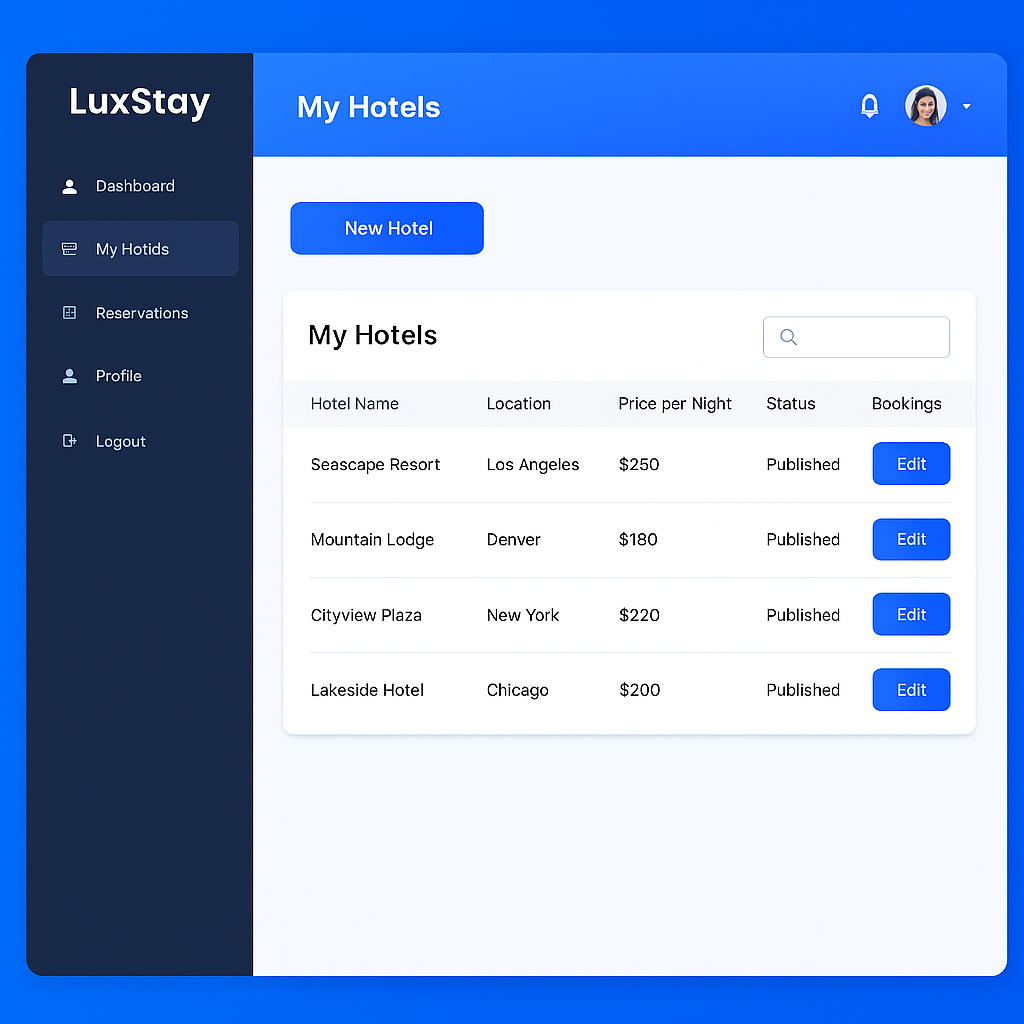 LuxStay
My Hotels
Dashboard
My Hotids
Reservations
Profile
Logout
New Hotel
My Hotels
Hotel Name Location Price per Night Status Bookings
Seascape Resort Los Angeles $250 Published Edit
Mountain Lodge Denver $180 Published Edit
Cityview Plaza New York $220 Published Edit
Lakeside Hotel Chicago $200 Published Edit